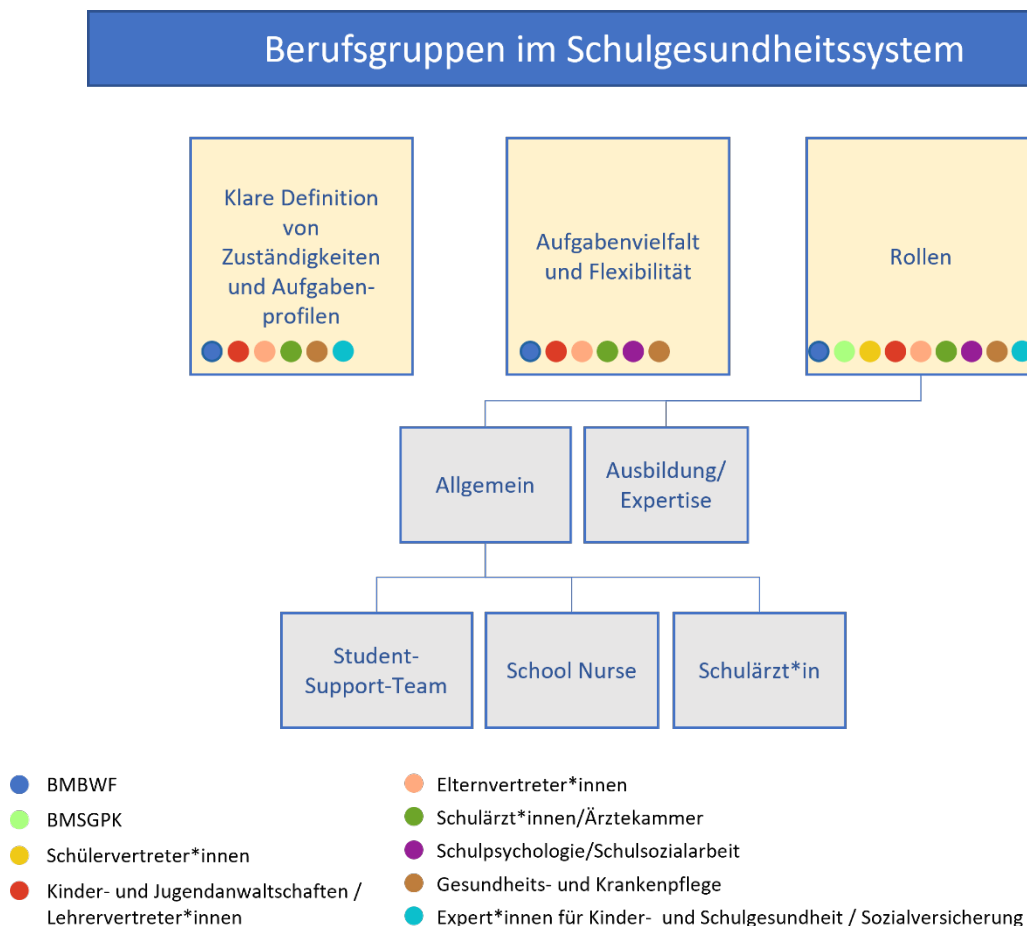 Berufsgruppen im Schulgesundheitssystem
Klare Definition
von
Zuständigkeiten
und Aufgaben-
profilen
Aufgabenvielfalt
und Flexibilität
Rollen
Allgemein
Ausbildung/
Expertise
Student-
Support-Team
School Nurse
Schulärzt*in
BMBWF
BMSGPK
Schülervertreter*innen
Kinder- und Jugendanwaltschaften /
Lehrervertreter*innen
Elternvertreter*innen
Schulärzt*innen/Ärztekammer
Schulpsychologie/Schulsozialarbeit
Gesundheits- und Krankenpflege
Expert*innen für Kinder- und Schulgesundheit / Sozialversicherung